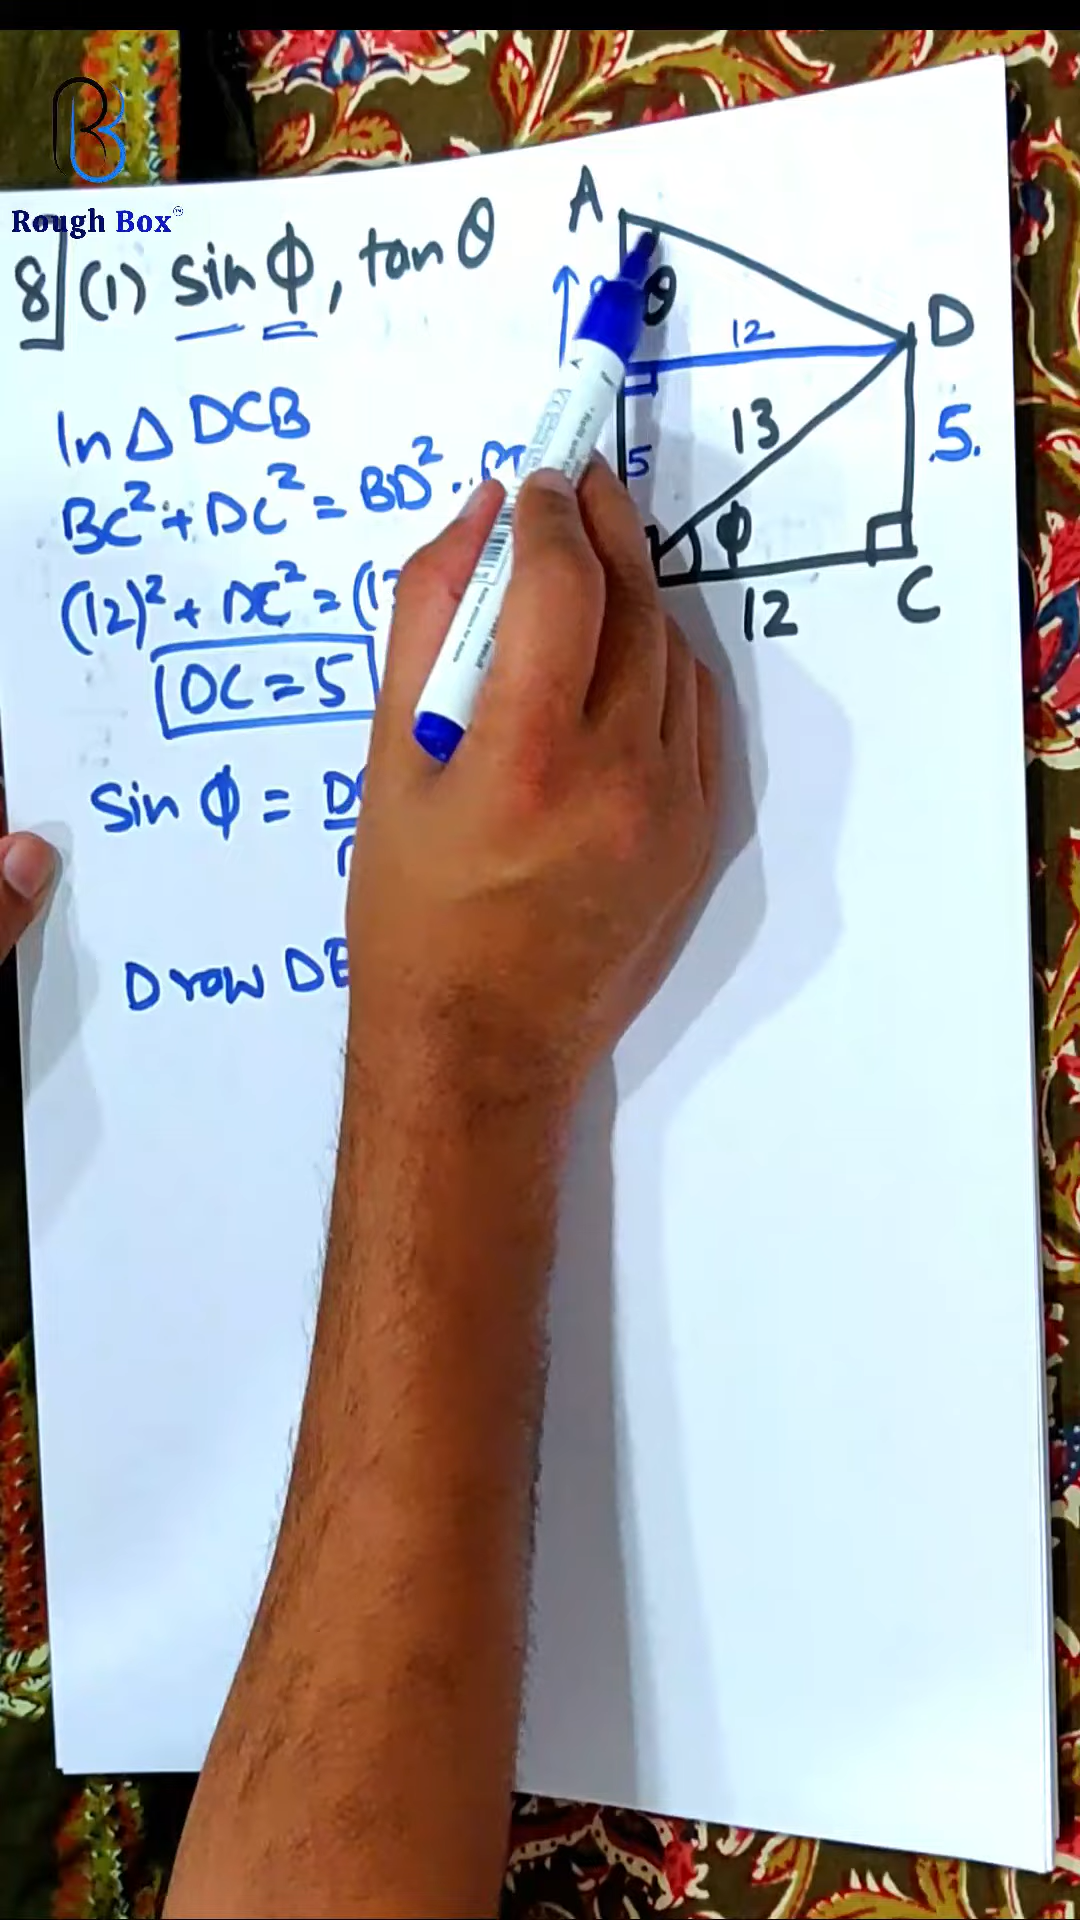 Rough Box™
8] (1) sin ϕ, tan θ
In Δ DCB
BC² + DC² = BD²
(12)² + DC² =
DC = 5
sin ϕ =
Draw
A
θ
D
12
13
5.
5
ϕ
12
C